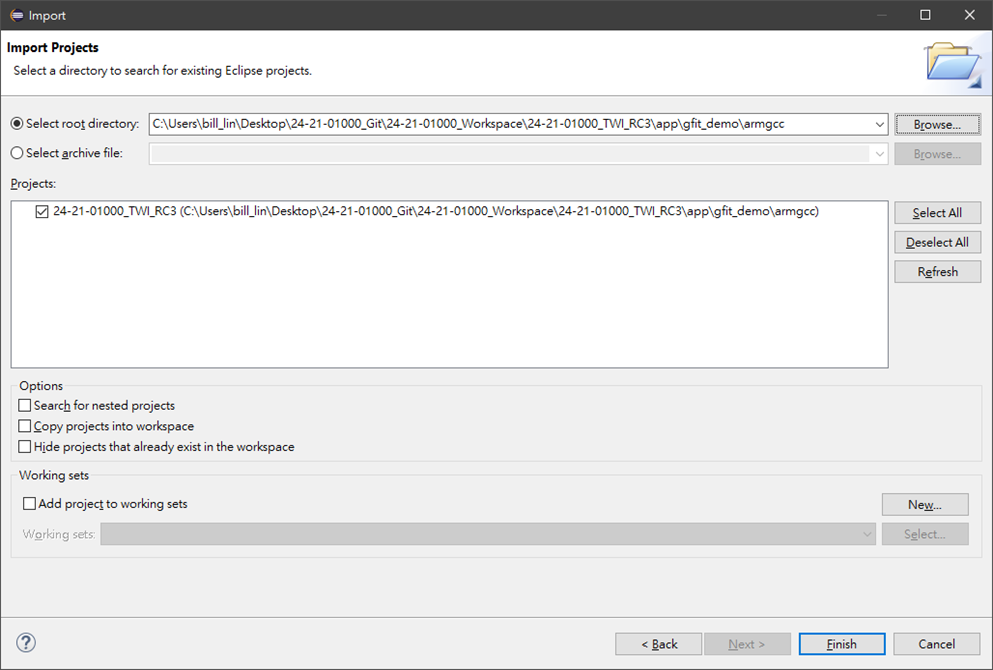 Import
Import Projects
Select a directory to search for existing Eclipse projects.
Select root directory: C:\Users\bill_lin\Desktop\24-21-01000_Git\24-21-01000_Workspace\24-21-01000_TWI_RC3\app\gfit_demo\armgcc Browse...
Select archive file: Browse...
Projects:
24-21-01000_TWI_RC3 (C:\Users\bill_lin\Desktop\24-21-01000_Git\24-21-01000_Workspace\24-21-01000_TWI_RC3\app\gfit_demo\armgcc)
Select All
Deselect All
Refresh
Options
Search for nested projects
Copy projects into workspace
Hide projects that already exist in the workspace
Working sets
Add project to working sets New...
Working sets: Select...
? < Back Next > Finish Cancel